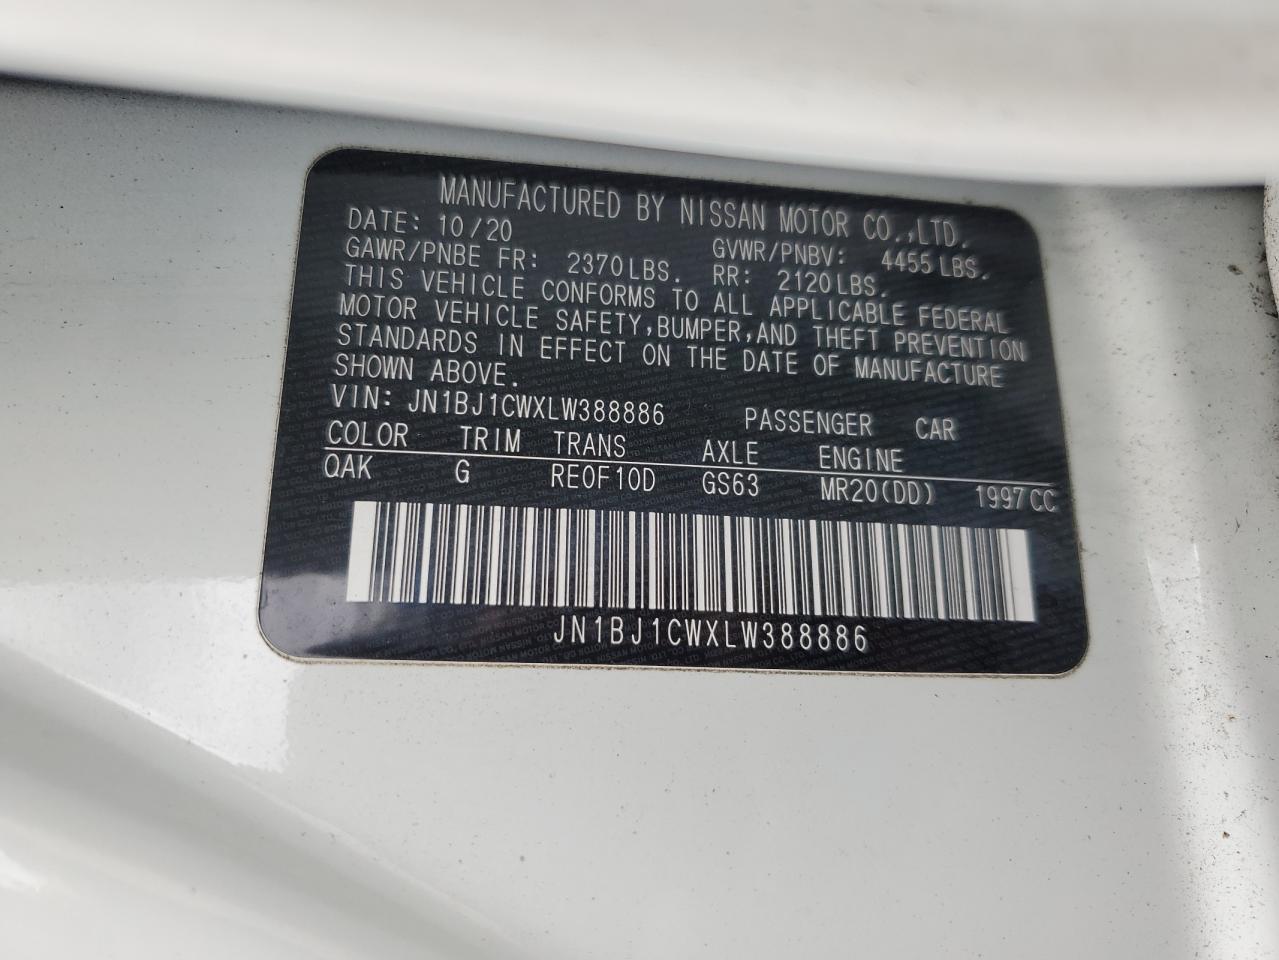 MANUFACTURED BY NISSAN MOTOR CO.,LTD.
DATE: 10/20 GVWR/PNBV: 4455 LBS.
GAWR/PNBE FR: 2370LBS. RR: 2120LBS.
THIS VEHICLE CONFORMS TO ALL APPLICABLE FEDERAL
MOTOR VEHICLE SAFETY,BUMPER,AND THEFT PREVENTION
STANDARDS IN EFFECT ON THE DATE OF MANUFACTURE
SHOWN ABOVE.
VIN: JN1BJ1CWXLW388886 PASSENGER CAR
COLOR TRIM TRANS AXLE ENGINE
QAK G RE0F10D GS63 MR20(DD) 1997CC
JN1BJ1CWXLW388886